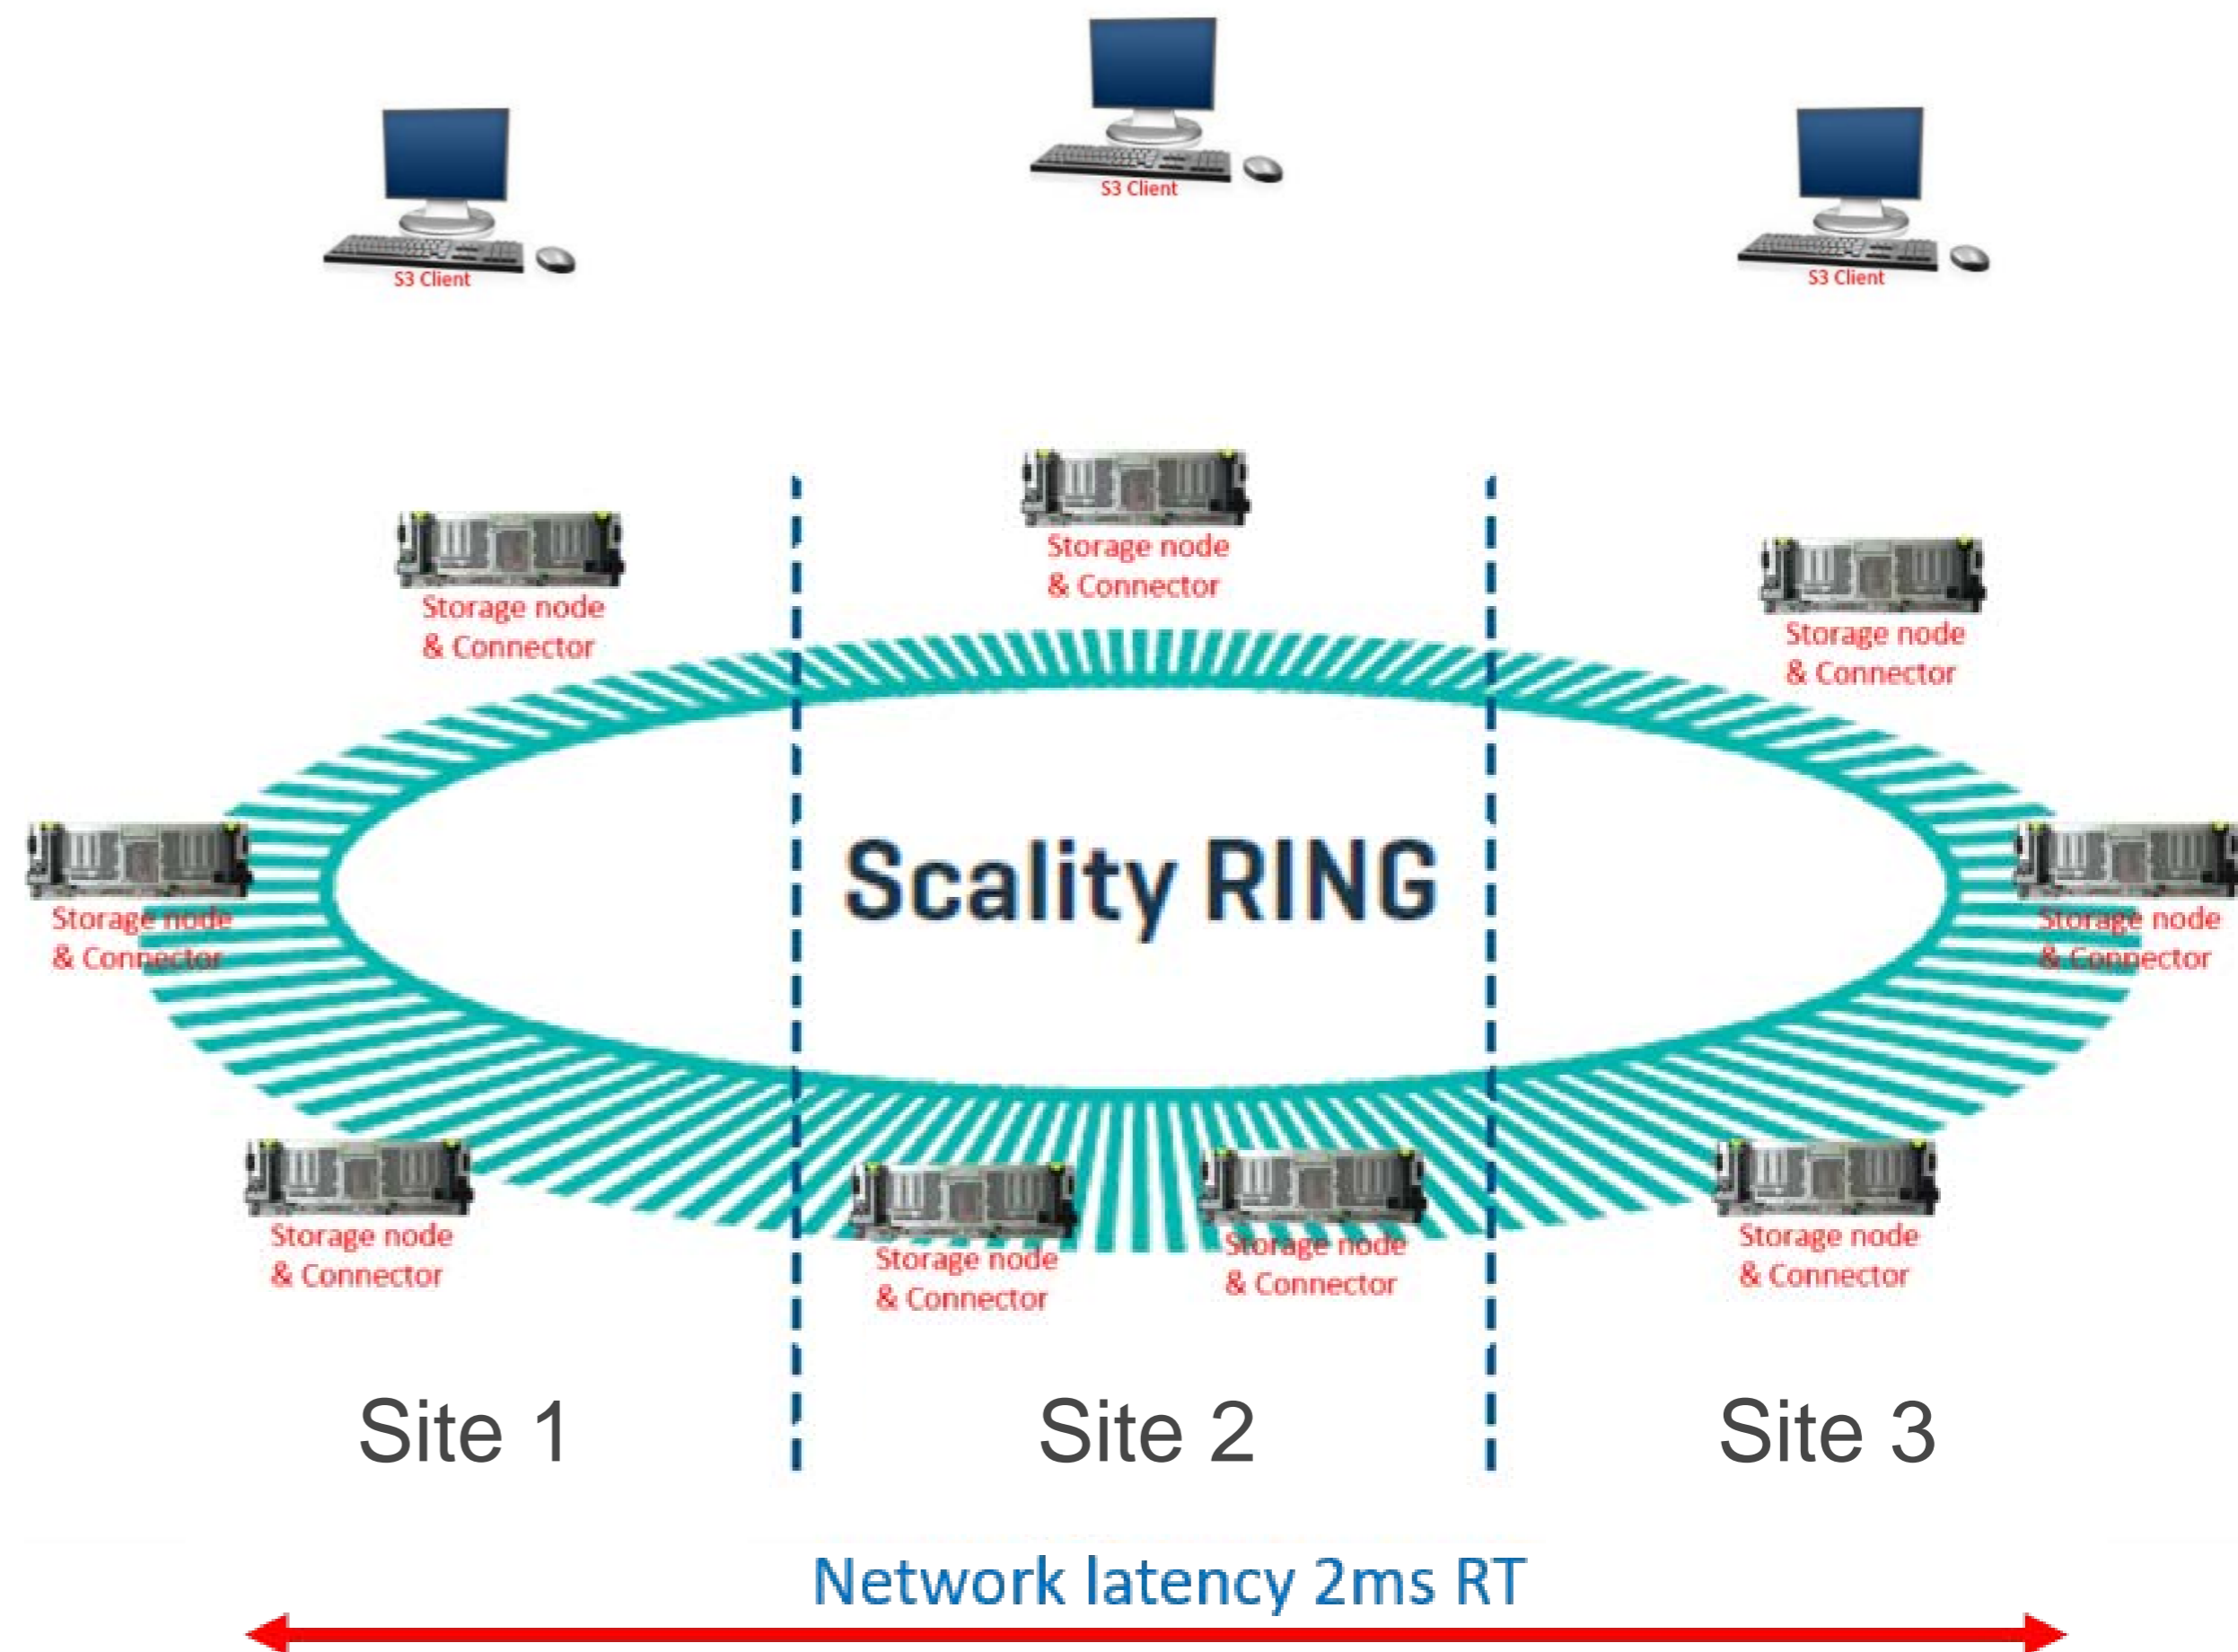 S3 Client
S3 Client
S3 Client
Storage node
& Connector
Storage node
& Connector
Storage node
& Connector
Scality RING
Storage node
& Connector
Storage node
& Connector
Storage node
& Connector
Storage node
& Connector
Storage node
& Connector
Storage node
& Connector
Site 1
Site 2
Site 3
Network latency 2ms RT